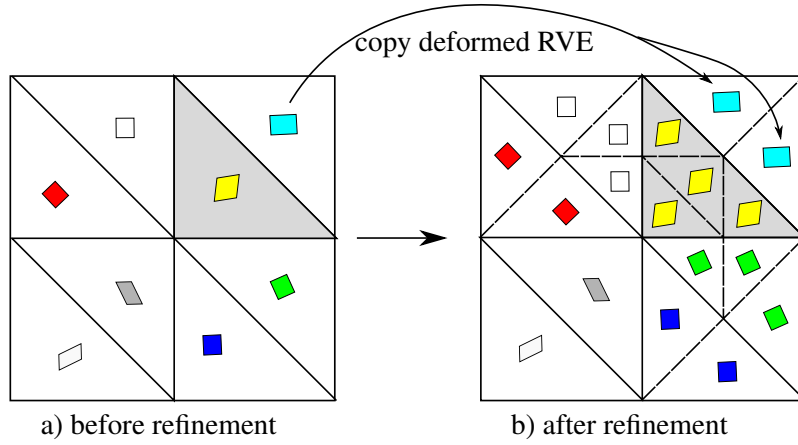 copy deformed RVE
a) before refinement
b) after refinement